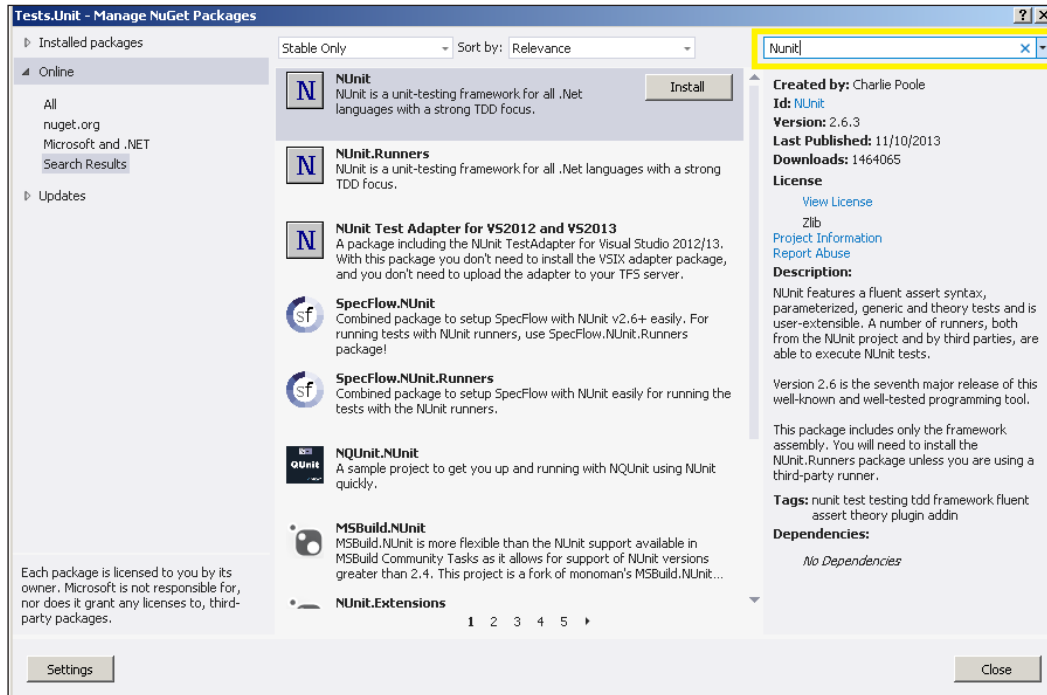 Tests.Unit - Manage NuGet Packages
Installed packages
Online
All
nuget.org
Microsoft and .NET
Search Results
Updates
Each package is licensed to you by its
owner. Microsoft is not responsible for,
nor does it grant any licenses to, third-
party packages.
Stable Only
Sort by: Relevance
N
NUnit
NUnit is a unit-testing framework for all .Net
languages with a strong TDD focus.
Install
N
NUnit.Runners
NUnit is a unit-testing framework for all .Net languages with a strong
TDD focus.
N
NUnit Test Adapter for VS2012 and VS2013
A package including the NUnit TestAdapter for Visual Studio 2012/13.
With this package you don't need to install the VSIX adapter package,
and you don't need to upload the adapter to your TFS server.
sf
SpecFlow.NUnit
Combined package to setup SpecFlow with NUnit v2.6+ easily. For
running tests with NUnit runners, use SpecFlow.NUnit.Runners
package!
sf
SpecFlow.NUnit.Runners
Combined package to setup SpecFlow with NUnit easily for running the
tests with the NUnit runners.
QUnit
NQUnit.NUnit
A sample project to get you up and running with NQUnit using NUnit
quickly.
MSBuild.NUnit
MSBuild.NUnit is more flexible than the NUnit support available in
MSBuild Community Tasks as it allows for support of NUnit versions
greater than 2.4. This project is a fork of monoman's MSBuild.NUnit...
NUnit.Extensions
1 2 3 4 5
Nunit
Created by: Charlie Poole
Id: NUnit
Version: 2.6.3
Last Published: 11/10/2013
Downloads: 1464065
License
View License
Zlib
Project Information
Report Abuse
Description:
NUnit features a fluent assert syntax,
parameterized, generic and theory tests and is
user-extensible. A number of runners, both
from the NUnit project and by third parties, are
able to execute NUnit tests.
Version 2.6 is the seventh major release of this
well-known and well-tested programming tool.
This package includes only the framework
assembly. You will need to install the
NUnit.Runners package unless you are using a
third-party runner.
Tags: nunit test testing tdd framework fluent
assert theory plugin addin
Dependencies:
No Dependencies
Settings
Close